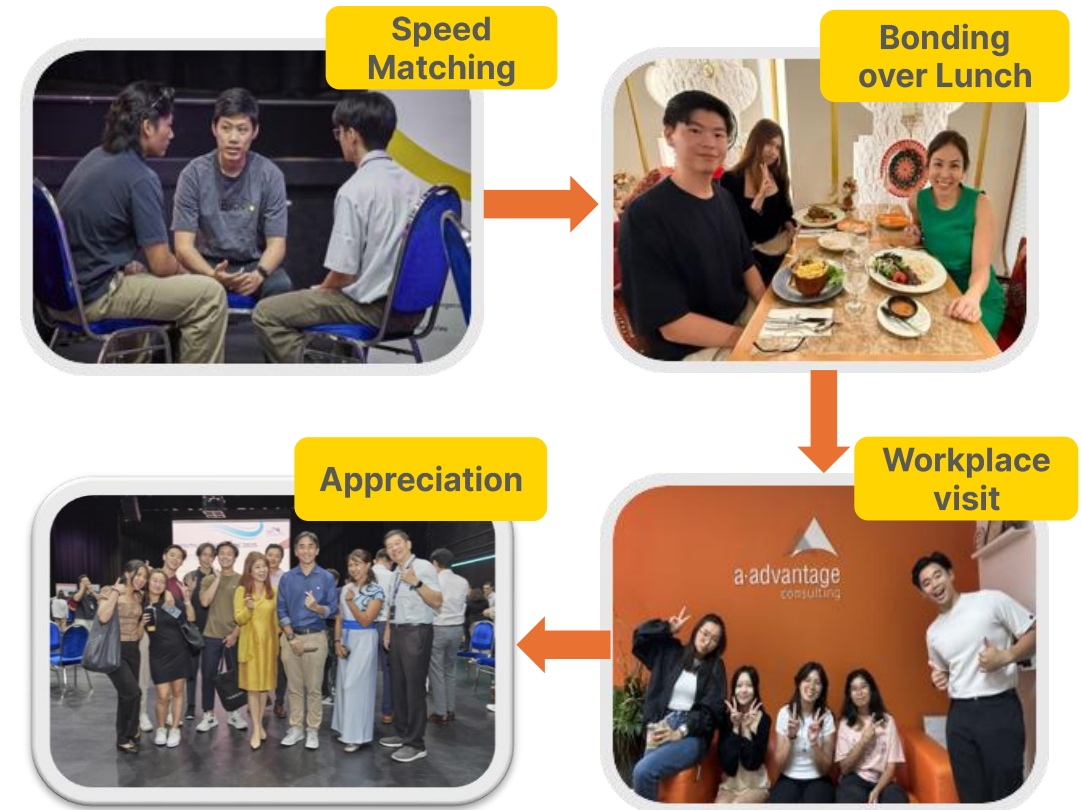 Speed
Matching
Bonding
over Lunch
Appreciation
Workplace
visit
a·advantage
consulting